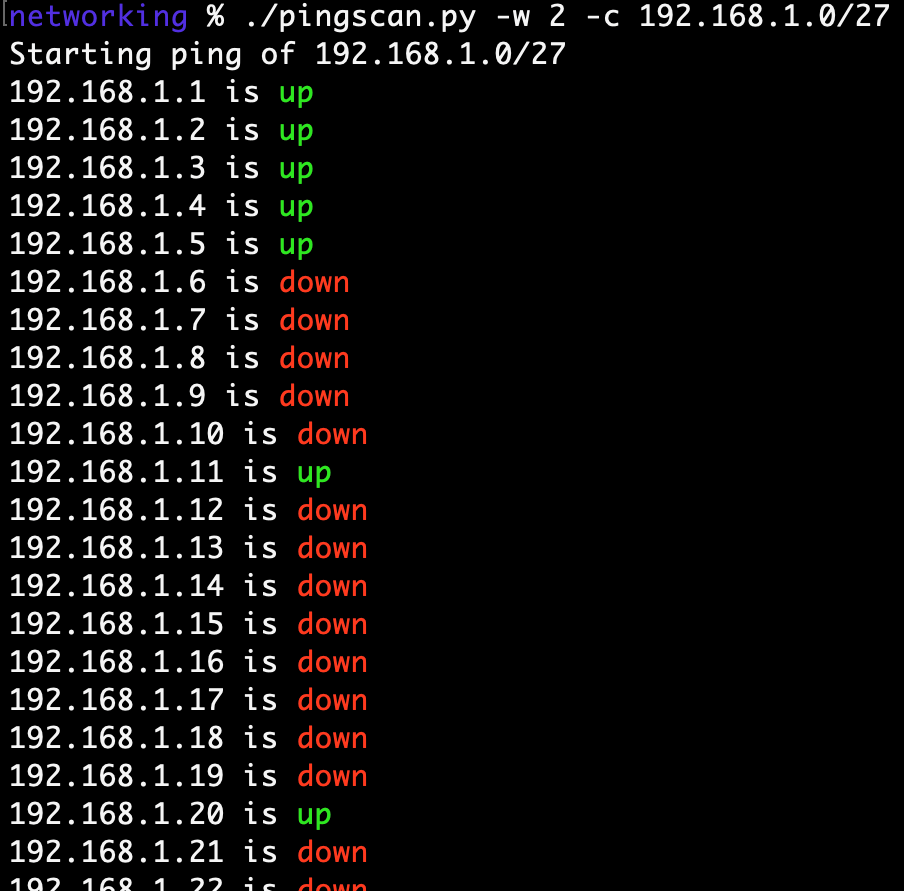 [networking % ./pingscan.py -w 2 -c 192.168.1.0/27
Starting ping of 192.168.1.0/27
192.168.1.1 is up
192.168.1.2 is up
192.168.1.3 is up
192.168.1.4 is up
192.168.1.5 is up
192.168.1.6 is down
192.168.1.7 is down
192.168.1.8 is down
192.168.1.9 is down
192.168.1.10 is down
192.168.1.11 is up
192.168.1.12 is down
192.168.1.13 is down
192.168.1.14 is down
192.168.1.15 is down
192.168.1.16 is down
192.168.1.17 is down
192.168.1.18 is down
192.168.1.19 is down
192.168.1.20 is up
192.168.1.21 is down
192.168.1.22 is down